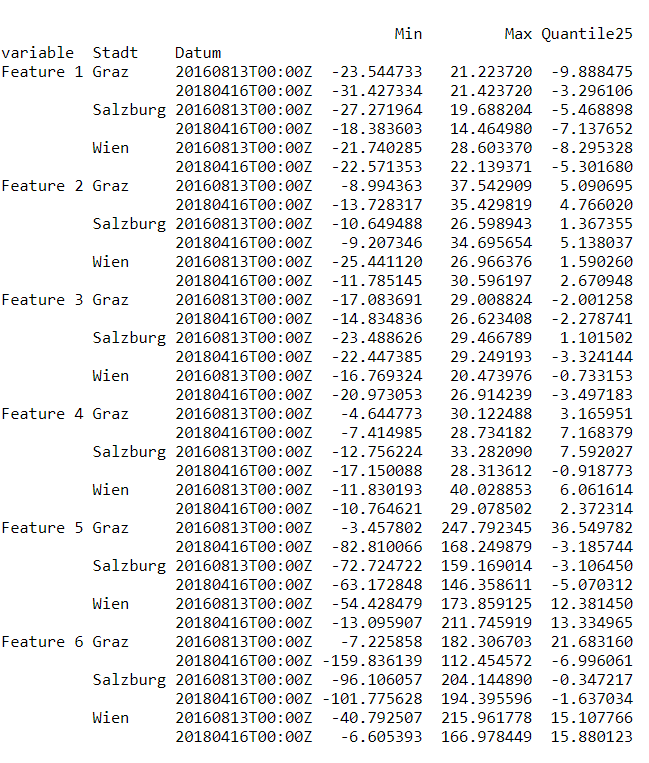 Min Max Quantile25
variable Stadt Datum
Feature 1 Graz 20160813T00:00Z -23.544733 21.223720 -9.888475
20180416T00:00Z -31.427334 21.423720 -3.296106
Salzburg 20160813T00:00Z -27.271964 19.688204 -5.468898
20180416T00:00Z -18.383603 14.464980 -7.137652
Wien 20160813T00:00Z -21.740285 28.603370 -8.295328
20180416T00:00Z -22.571353 22.139371 -5.301680
Feature 2 Graz 20160813T00:00Z -8.994363 37.542909 5.090695
20180416T00:00Z -13.728317 35.429819 4.766020
Salzburg 20160813T00:00Z -10.649488 26.598943 1.367355
20180416T00:00Z -9.207346 34.695654 5.138037
Wien 20160813T00:00Z -25.441120 26.966376 1.590260
20180416T00:00Z -11.785145 30.596197 2.670948
Feature 3 Graz 20160813T00:00Z -17.083691 29.008824 -2.001258
20180416T00:00Z -14.834836 26.623408 -2.278741
Salzburg 20160813T00:00Z -23.488626 29.466789 1.101502
20180416T00:00Z -22.447385 29.249193 -3.324144
Wien 20160813T00:00Z -16.769324 20.473976 -0.733153
20180416T00:00Z -20.973053 26.914239 -3.497183
Feature 4 Graz 20160813T00:00Z -4.644773 30.122488 3.165951
20180416T00:00Z -7.414985 28.734182 7.168379
Salzburg 20160813T00:00Z -12.756224 33.282090 7.592027
20180416T00:00Z -17.150088 28.313612 -0.918773
Wien 20160813T00:00Z -11.830193 40.028853 6.061614
20180416T00:00Z -10.764621 29.078502 2.372314
Feature 5 Graz 20160813T00:00Z -3.457802 247.792345 36.549782
20180416T00:00Z -82.810066 168.249879 -3.185744
Salzburg 20160813T00:00Z -72.724722 159.169014 -3.106450
20180416T00:00Z -63.172848 146.358611 -5.070312
Wien 20160813T00:00Z -54.428479 173.859125 12.381450
20180416T00:00Z -13.095907 211.745919 13.334965
Feature 6 Graz 20160813T00:00Z -7.225858 182.306703 21.683160
20180416T00:00Z -159.836139 112.454572 -6.996061
Salzburg 20160813T00:00Z -96.106057 204.144890 -0.347217
20180416T00:00Z -101.775628 194.395596 -1.637034
Wien 20160813T00:00Z -40.792507 215.961778 15.107766
20180416T00:00Z -6.605393 166.978449 15.880123